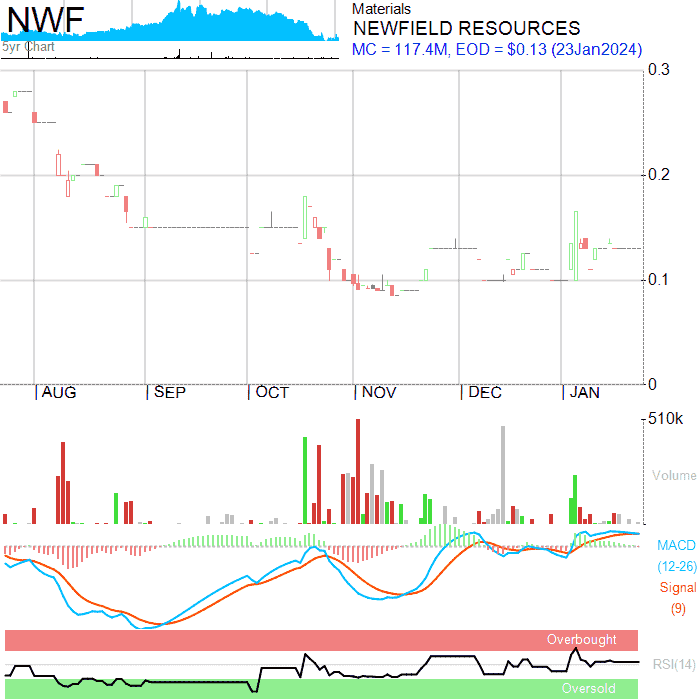 NWF
5yr Chart
Materials
NEWFIELD RESOURCES
MC = 117.4M, EOD = $0.13 (23Jan2024)
0.3
0.2
0.1
0
AUG SEP OCT NOV DEC JAN
510k
Volume
MACD
(12-26)
Signal
(9)
Overbought
RSI(14)
Oversold